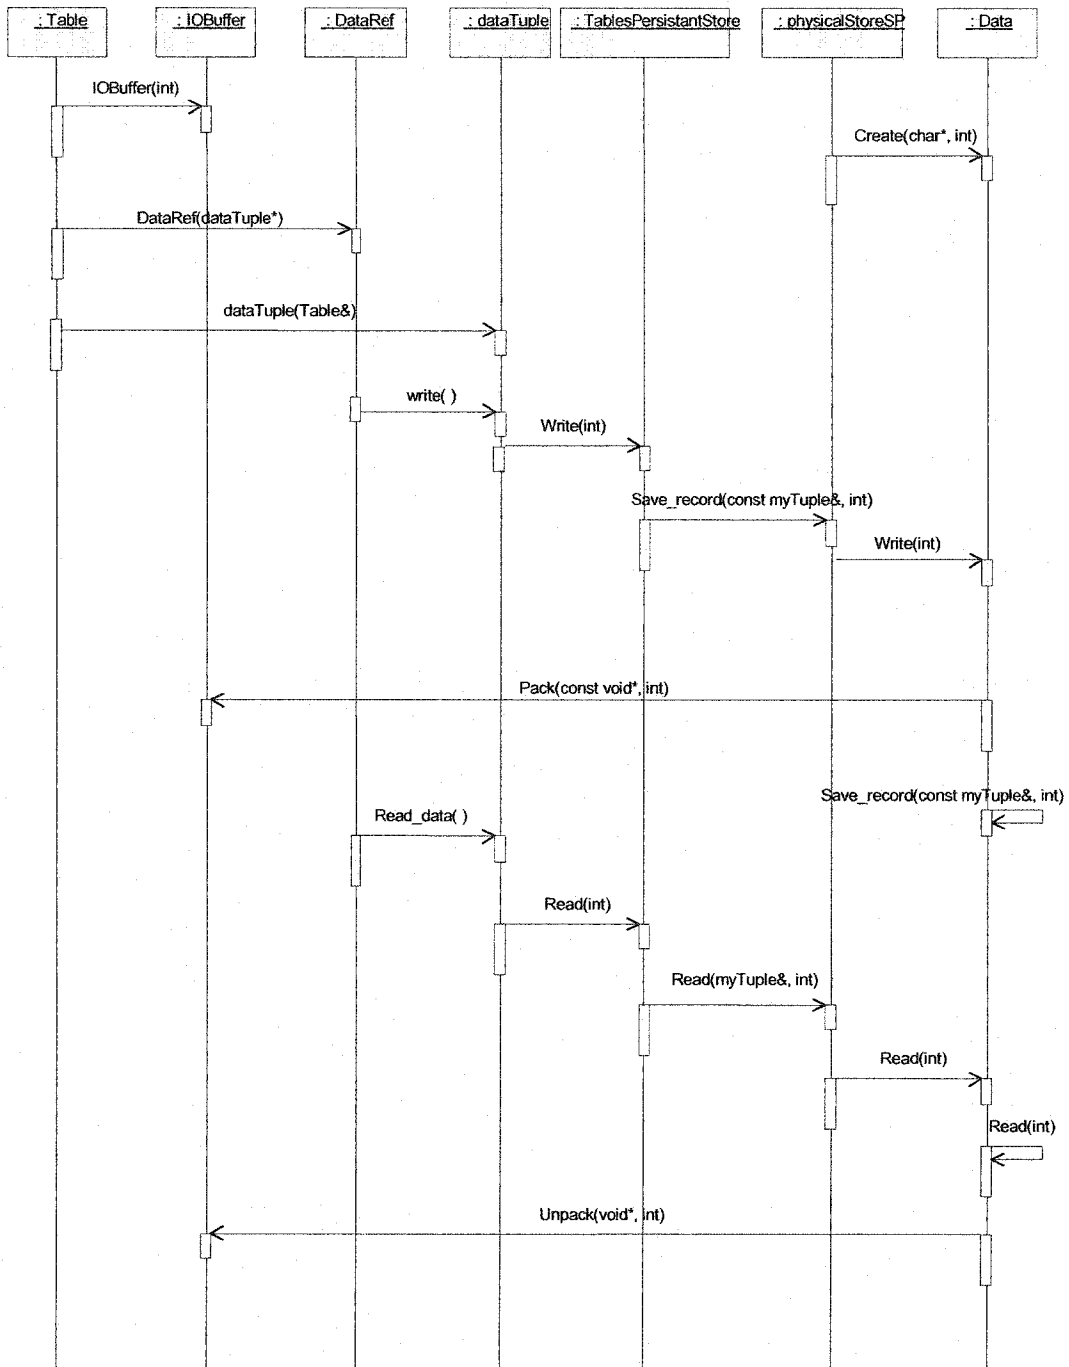 : Table
: IOBuffer
: DataRef
: dataTuple
: TablesPersistantStore
: physicalStoreSP
: Data
IOBuffer(int)
Create(char*, int)
DataRef(dataTuple*)
dataTuple(Table&)
write( )
Write(int)
Save_record(const myTuple&, int)
Write(int)
Pack(const void*, int)
Save_record(const myTuple&, int)
Read_data( )
Read(int)
Read(myTuple&, int)
Read(int)
Read(int)
Unpack(void*, int)